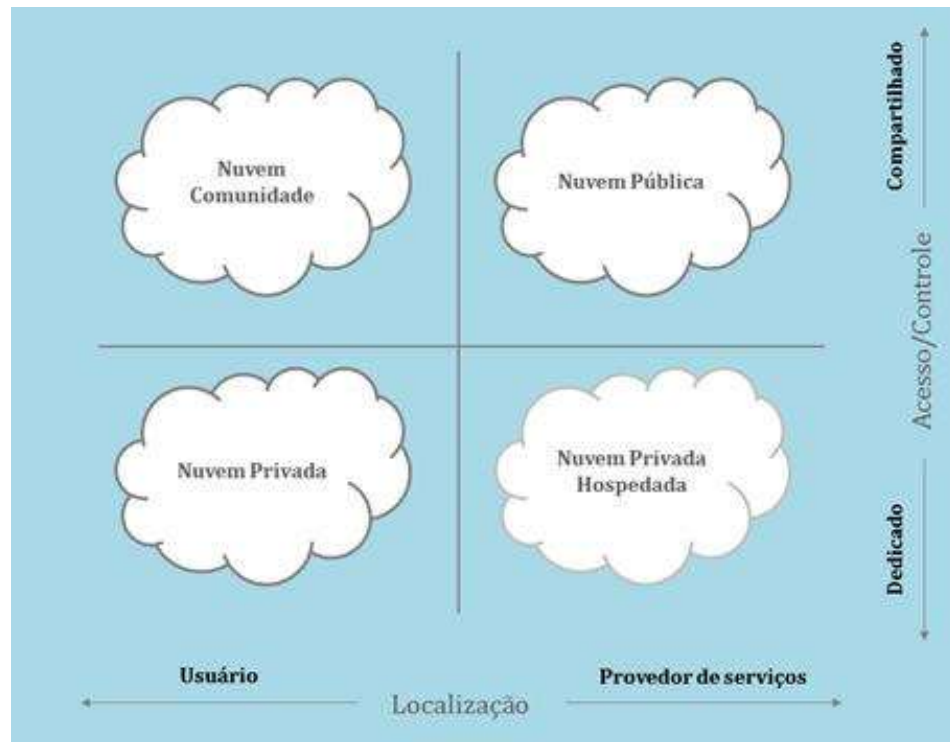 Nuvem
Comunidade
Nuvem Pública
Compartilhado
Acesso/Controle
Nuvem Privada
Nuvem Privada
Hospedada
Dedicado
Usuário
Provedor de serviços
Localização